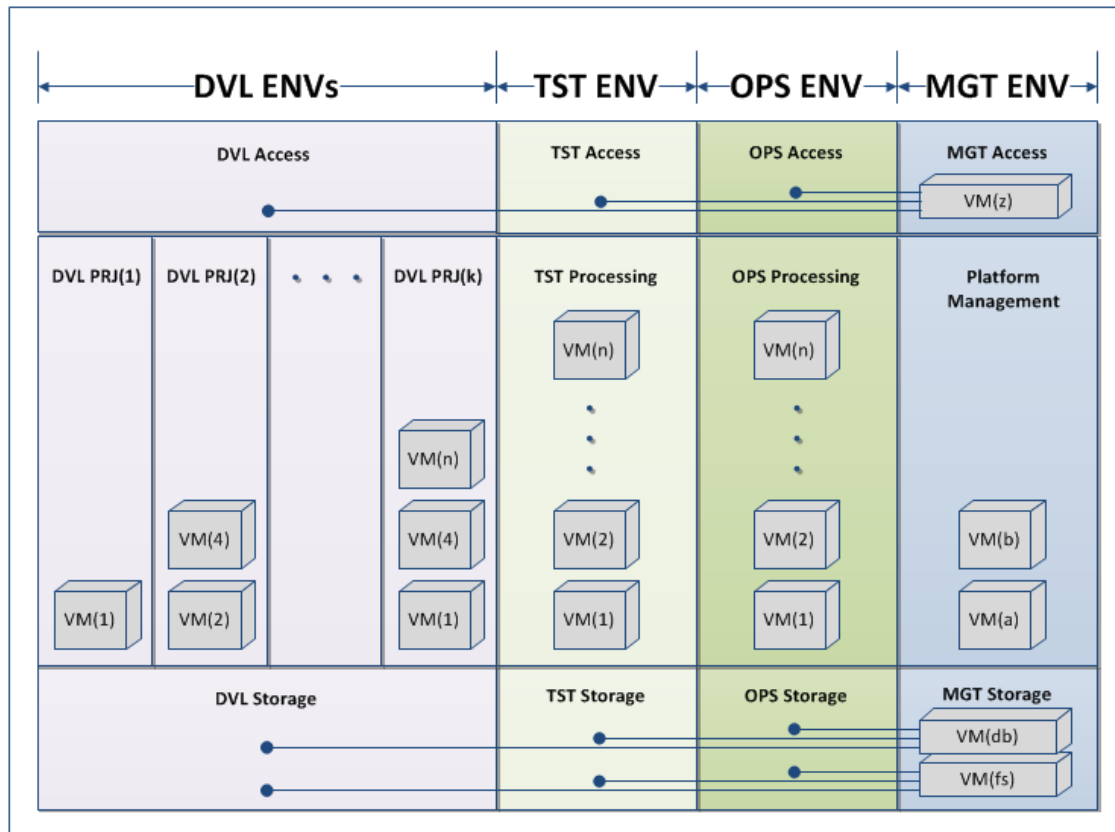 DVL ENVs
TST ENV
OPS ENV
MGT ENV
DVL Access
TST Access
OPS Access
MGT Access
VM(z)
DVL PRJ(1)
DVL PRJ(2)
DVL PRJ(k)
TST Processing
OPS Processing
Platform
Management
VM(n)
VM(n)
VM(n)
VM(4)
VM(4)
VM(2)
VM(2)
VM(b)
VM(1)
VM(2)
VM(1)
VM(1)
VM(1)
VM(a)
DVL Storage
TST Storage
OPS Storage
MGT Storage
VM(db)
VM(fs)